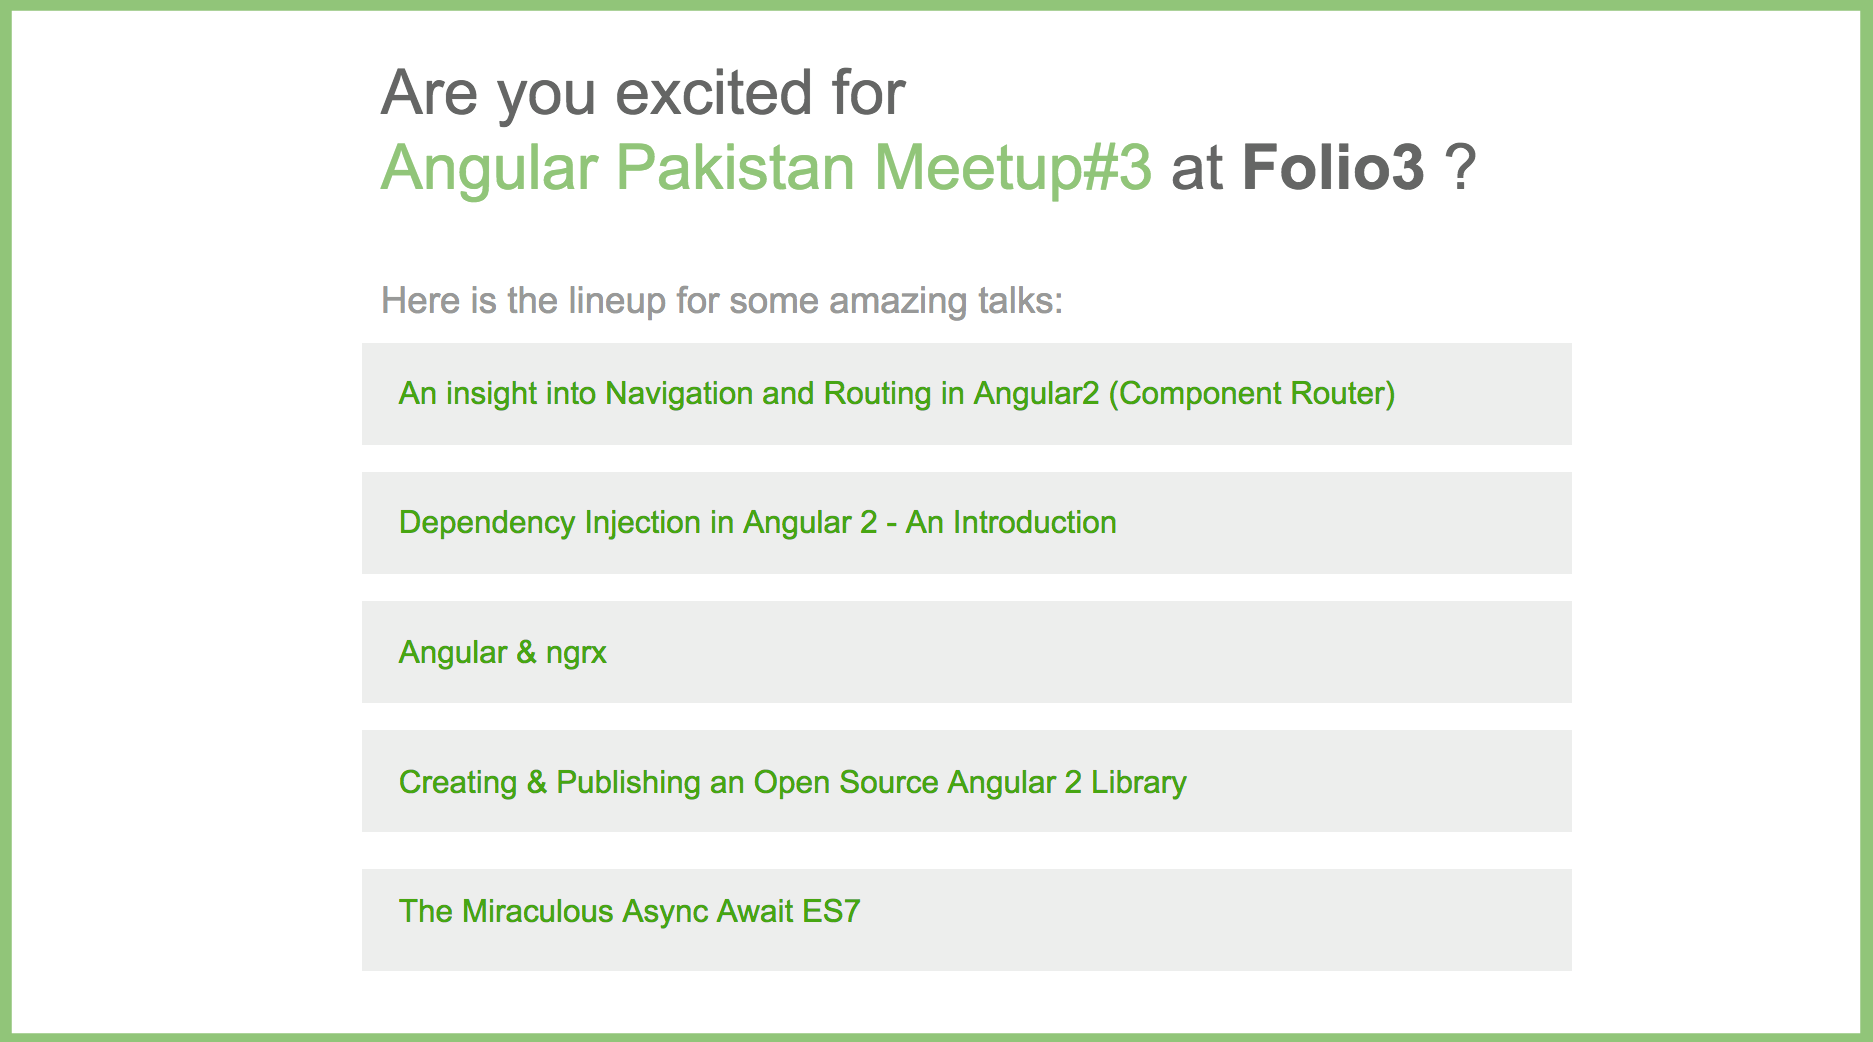 Are you excited for
Angular Pakistan Meetup#3 at Folio3 ?
Here is the lineup for some amazing talks:
An insight into Navigation and Routing in Angular2 (Component Router)
Dependency Injection in Angular 2 - An Introduction
Angular & ngrx
Creating & Publishing an Open Source Angular 2 Library
The Miraculous Async Await ES7